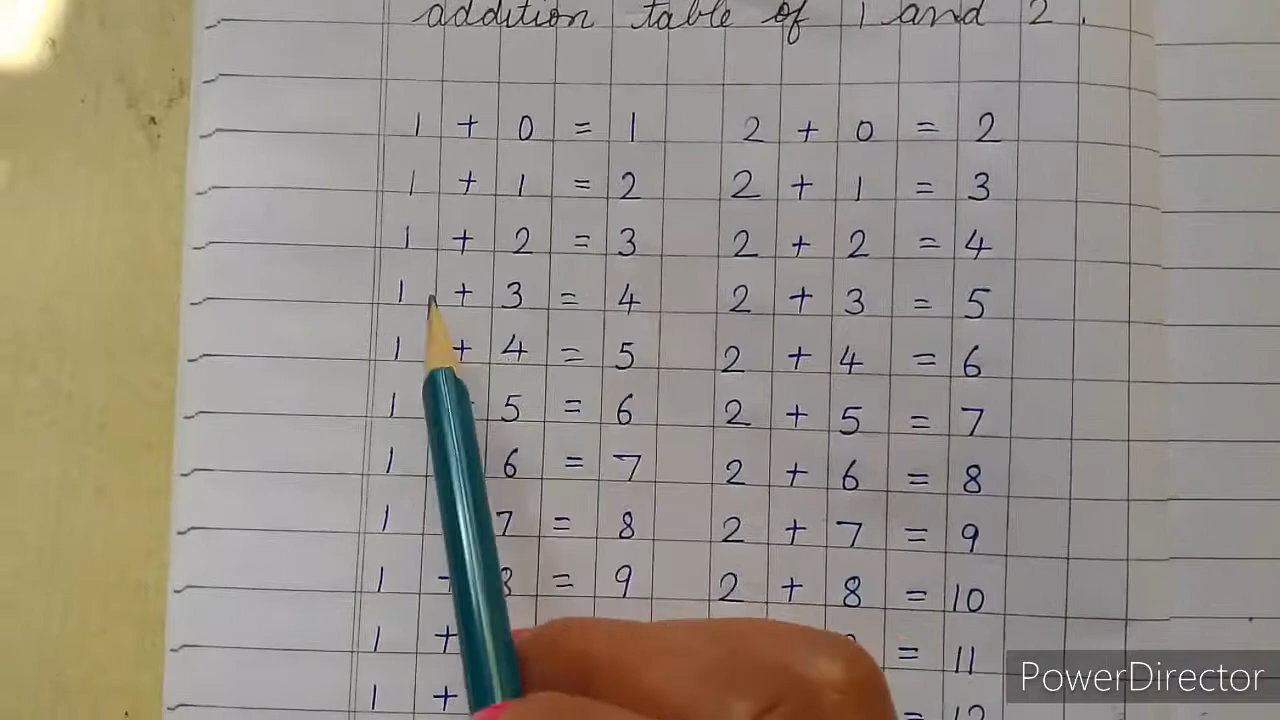 addition table of 1 and 2.
1 + 0 = 1 2 + 0 = 2
1 + 1 = 2 2 + 1 = 3
1 + 2 = 3 2 + 2 = 4
1 + 3 = 4 2 + 3 = 5
1 + 4 = 5 2 + 4 = 6
1 5 = 6 2 + 5 = 7
1 6 = 7 2 + 6 = 8
1 7 = 8 2 + 7 = 9
1 + 8 = 9 2 + 8 = 10
1 + = 11
1 + = 12
PowerDirector